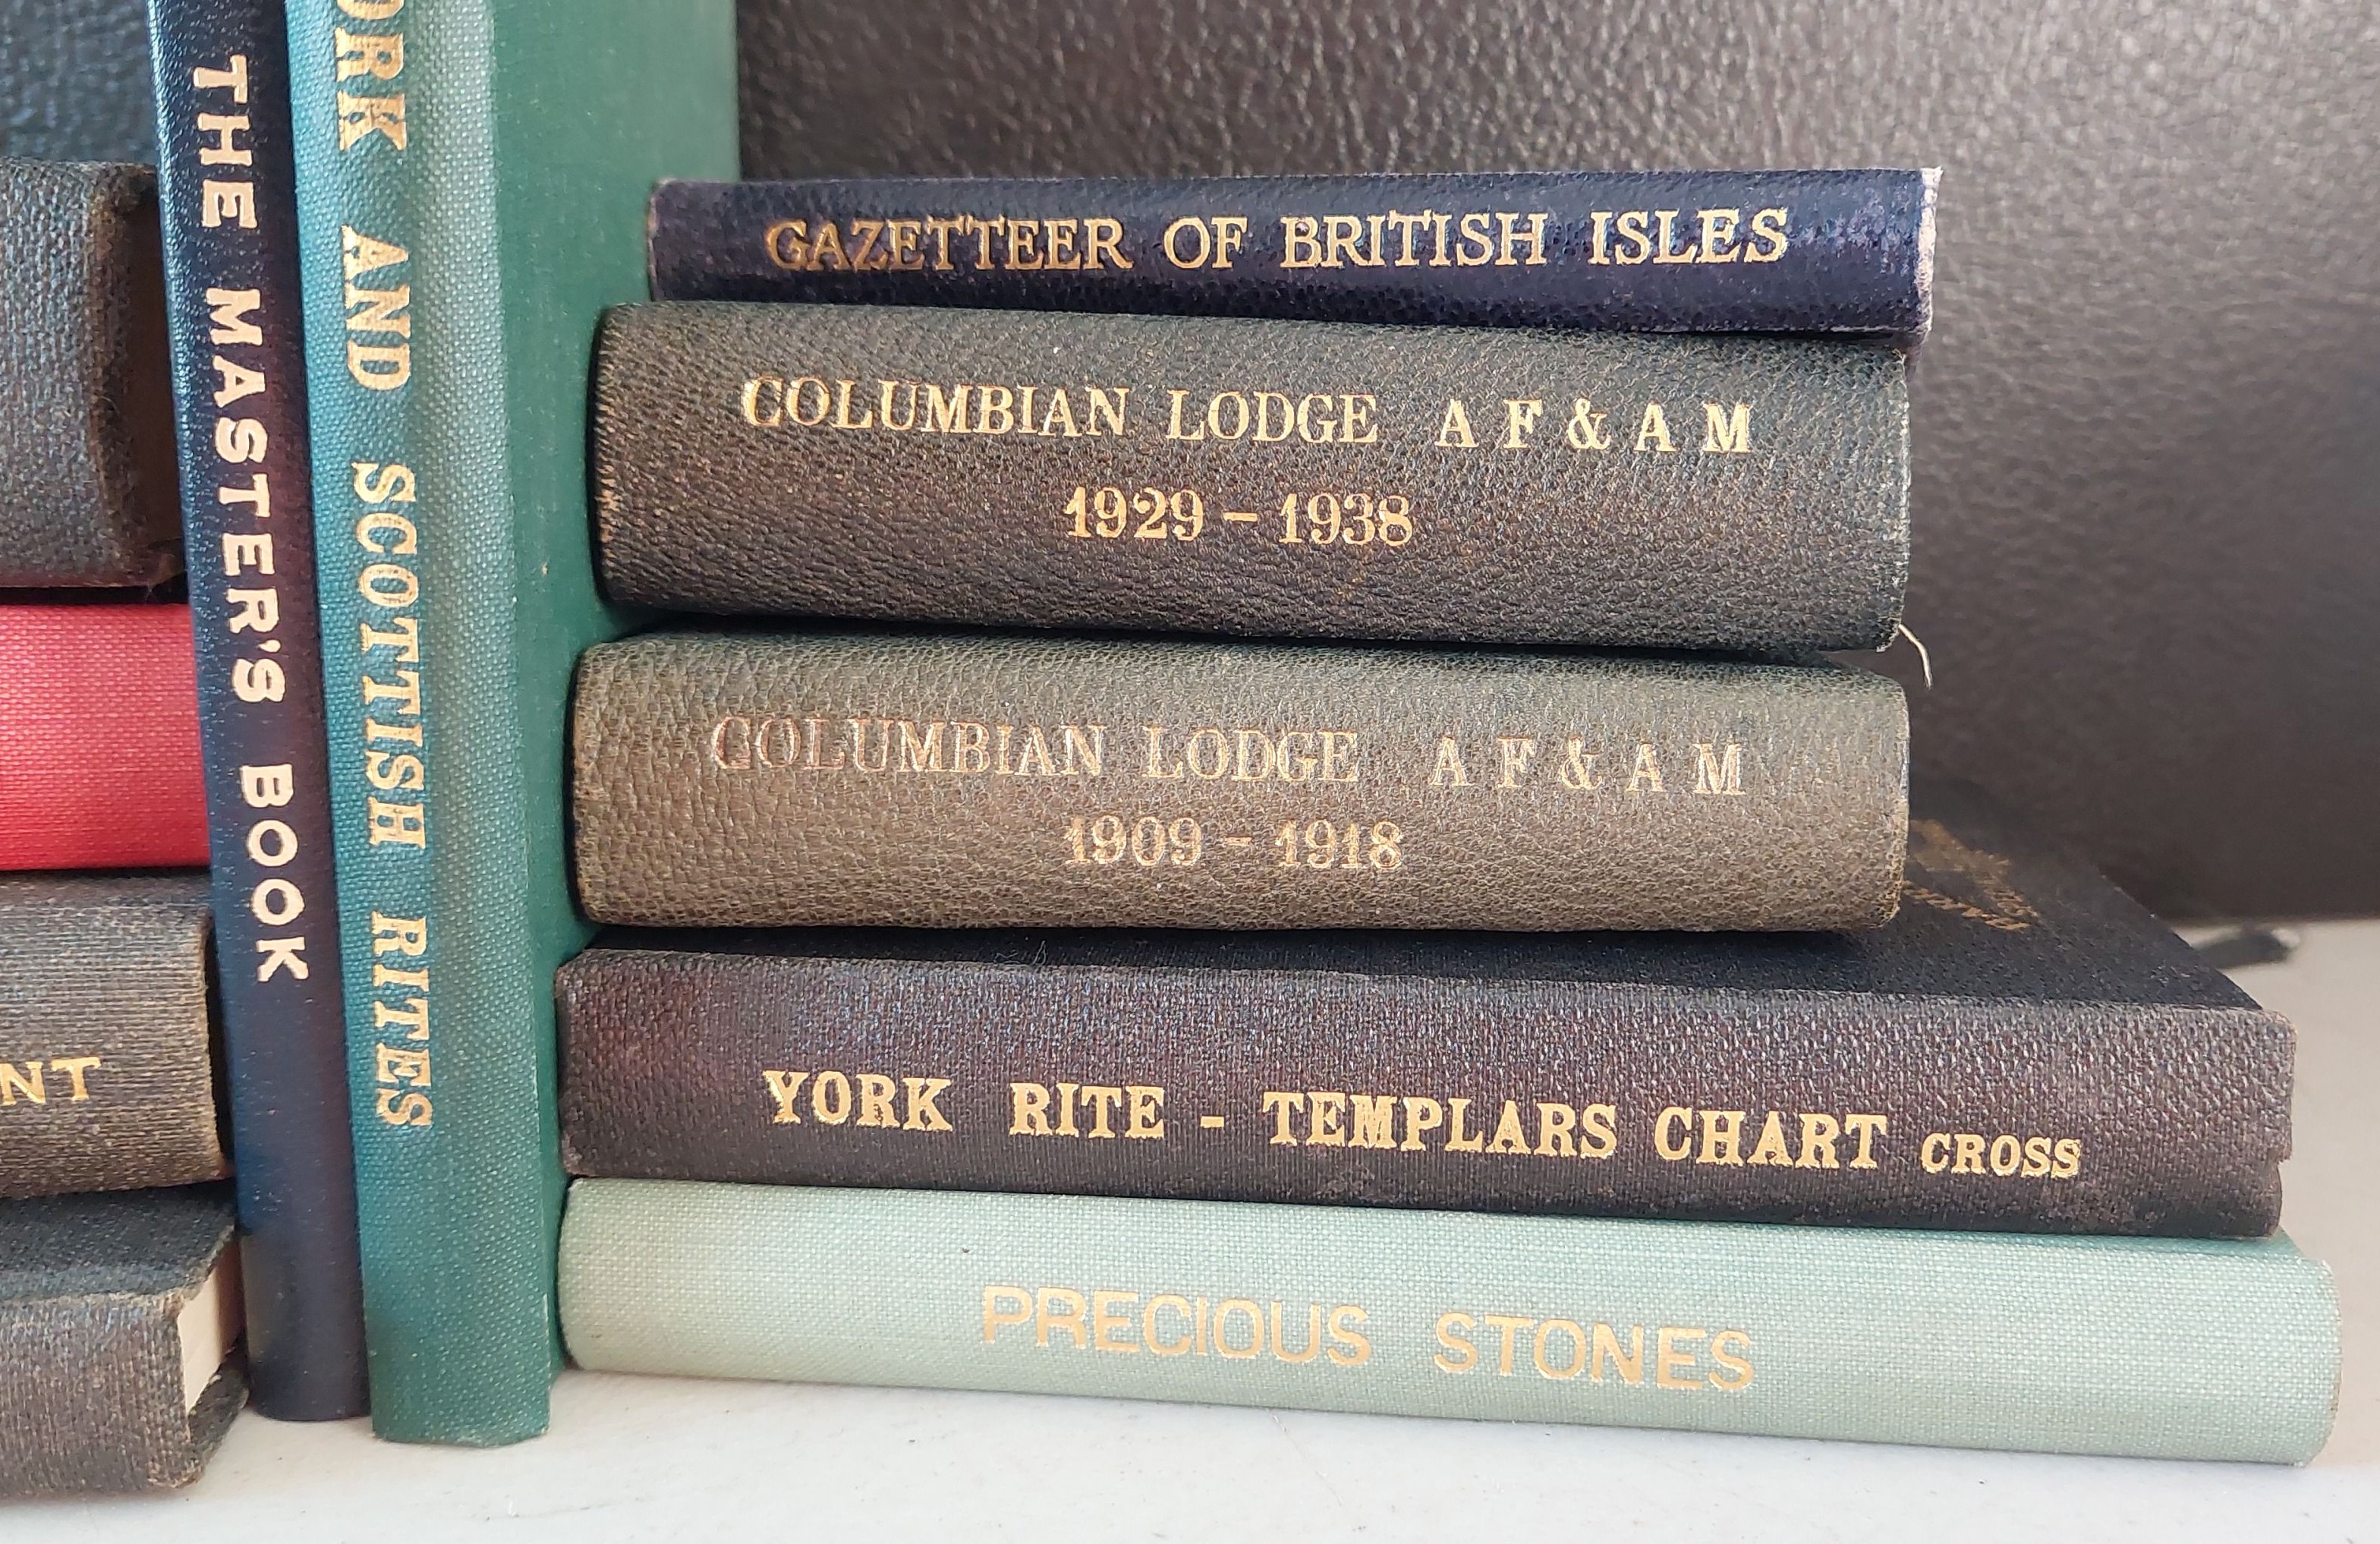 THE MASTER'S BOOK
ORK AND SCOTTISH RITES
GAZETTEER OF BRITISH ISLES
COLUMBIAN LODGE A F & A M
1929 - 1938
COLUMBIAN LODGE A F & A M
1909 - 1918
YORK RITE - TEMPLARS CHART CROSS
PRECIOUS STONES
NT